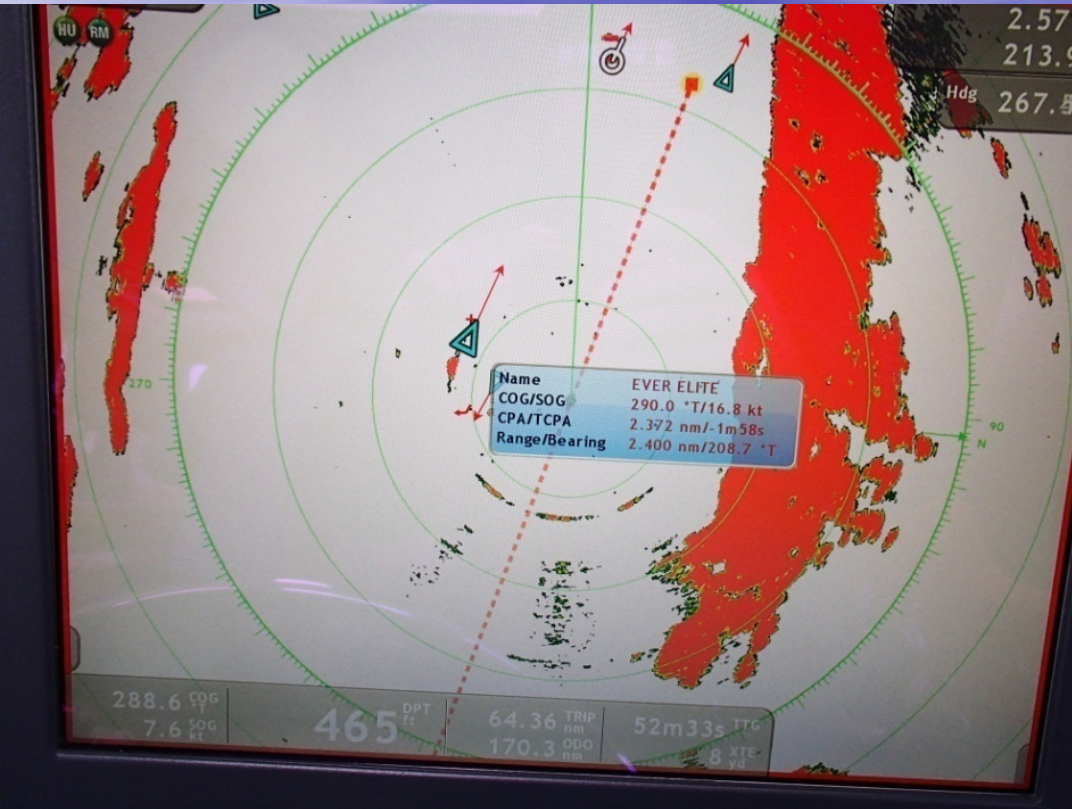 HU RM
2.57
213.9
Hdg 267.
270
90
N
Name EVER ELITE
COG/SOG 290.0 °T/16.8 kt
CPA/TCPA 2.372 nm/-1m58s
Range/Bearing 2.400 nm/208.7 °T
288.6 COG °T
7.6 SOG kt
465 DPT ft
64.36 TRIP nm
170.3 ODO nm
52m33s TTG
8 XTE yd